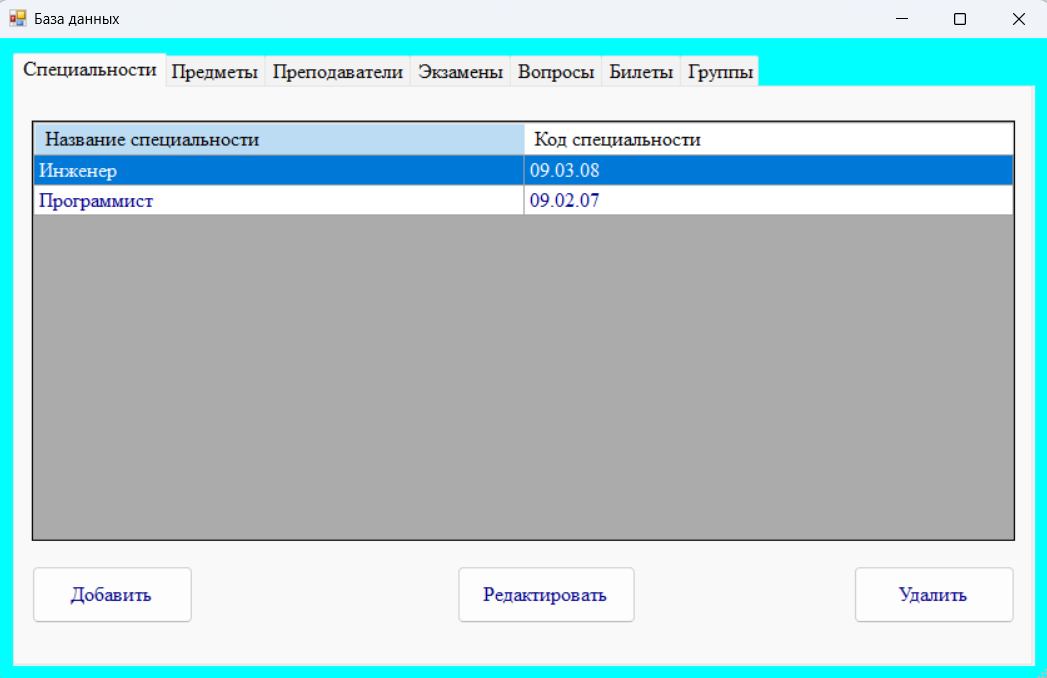 База данных
Специальности Предметы Преподаватели Экзамены Вопросы Билеты Группы
Название специальности Код специальности
Инженер 09.03.08
Программист 09.02.07
Добавить Редактировать Удалить